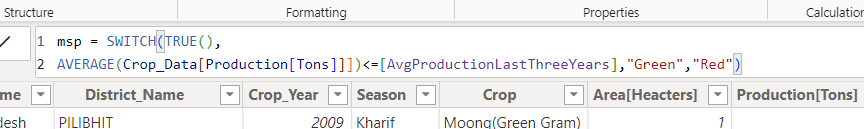 Structure Formatting Properties Calculation
1 msp = SWITCH(TRUE(),
2 AVERAGE(Crop_Data[Production[Tons]]])<=[AvgProductionLastThreeYears],"Green","Red")
me District_Name Crop_Year Season Crop Area[Heacters] Production[Tons]
desh PILIBHIT 2009 Kharif Moong(Green Gram) 1